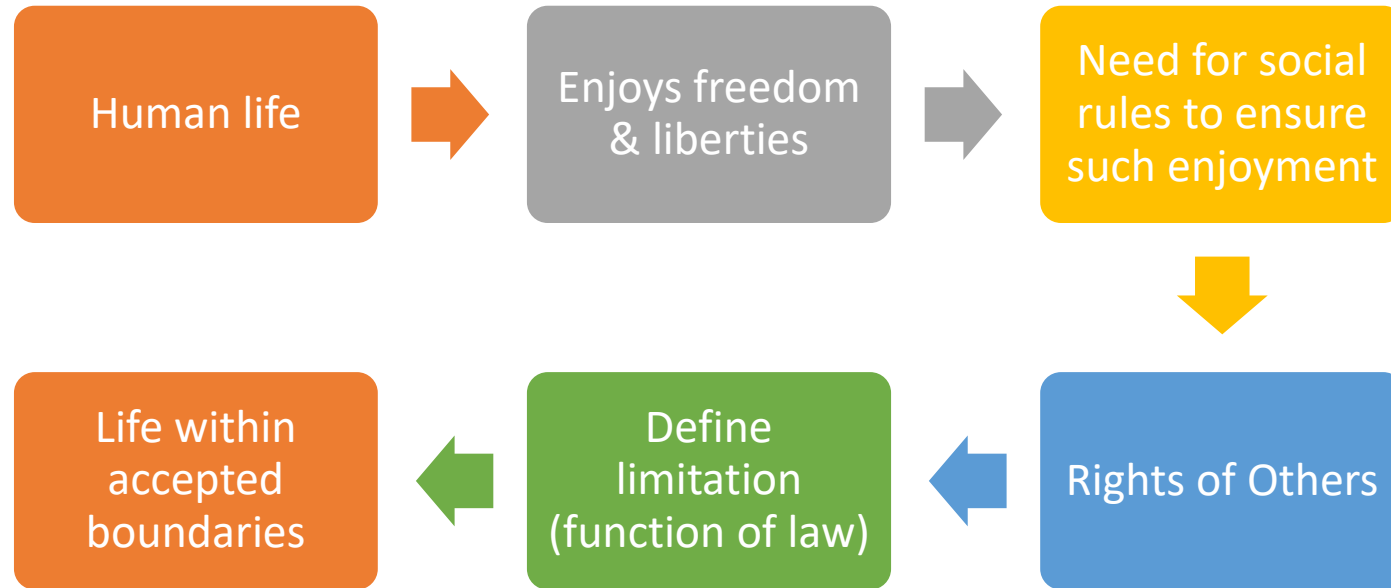 Human life
Enjoys freedom
& liberties
Need for social
rules to ensure
such enjoyment
Rights of Others
Define
limitation
(function of law)
Life within
accepted
boundaries